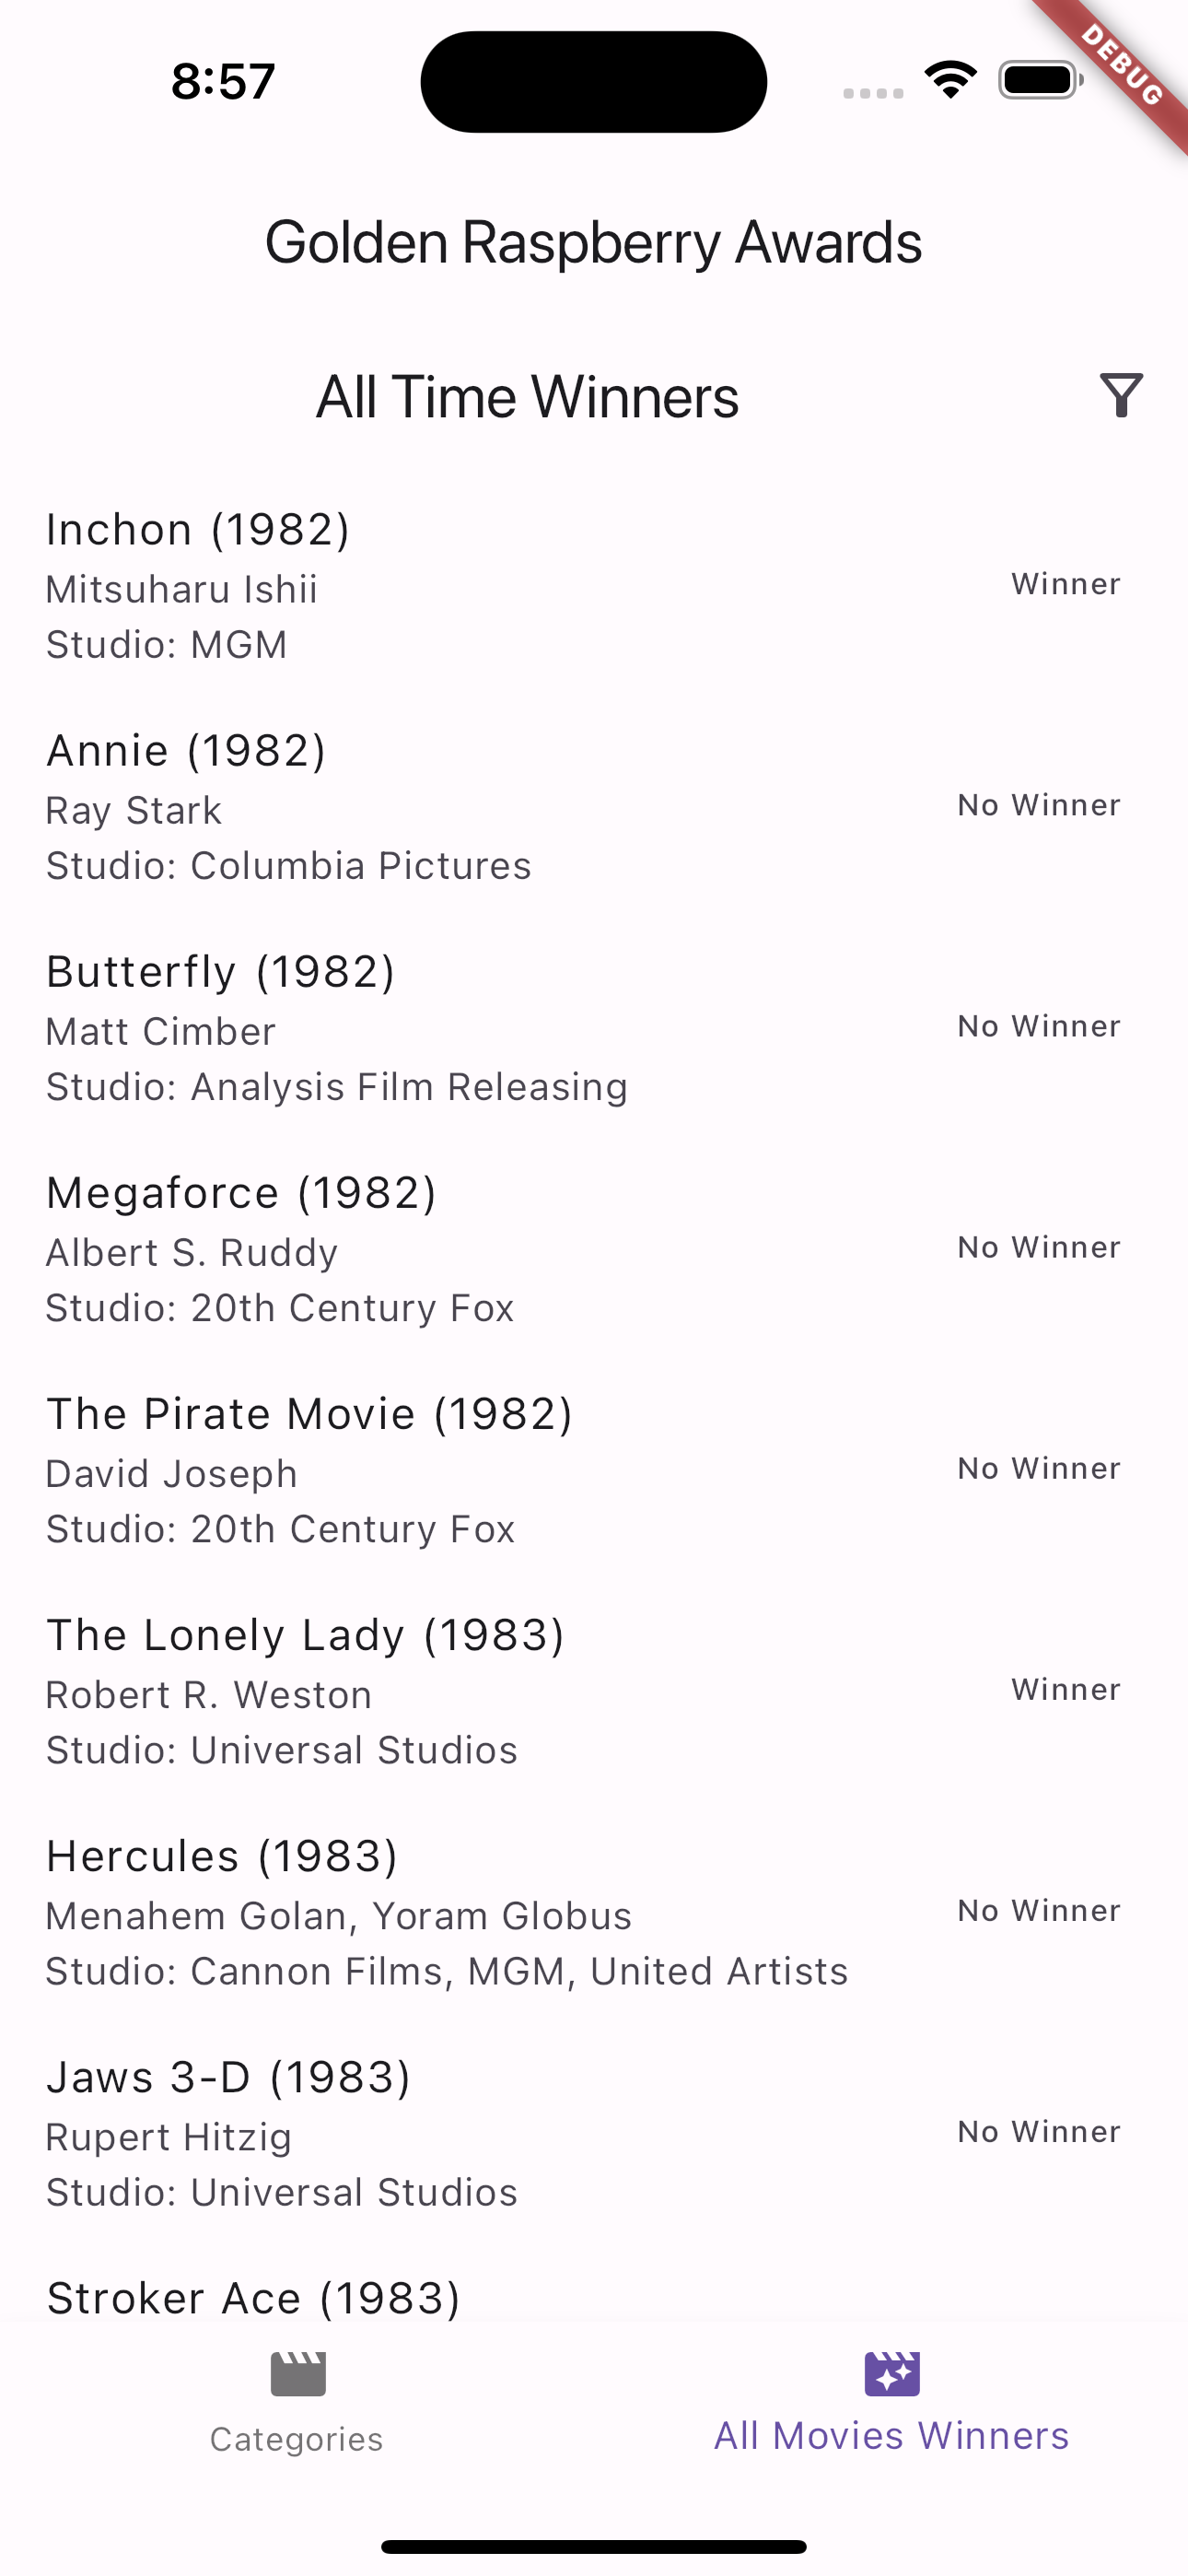 8:57
DEBUG
Golden Raspberry Awards
All Time Winners
Inchon (1982)
Mitsuharu Ishii
Studio: MGM
Winner
Annie (1982)
Ray Stark
Studio: Columbia Pictures
No Winner
Butterfly (1982)
Matt Cimber
Studio: Analysis Film Releasing
No Winner
Megaforce (1982)
Albert S. Ruddy
Studio: 20th Century Fox
No Winner
The Pirate Movie (1982)
David Joseph
Studio: 20th Century Fox
No Winner
The Lonely Lady (1983)
Robert R. Weston
Studio: Universal Studios
Winner
Hercules (1983)
Menahem Golan, Yoram Globus
Studio: Cannon Films, MGM, United Artists
No Winner
Jaws 3-D (1983)
Rupert Hitzig
Studio: Universal Studios
No Winner
Stroker Ace (1983)
Categories
All Movies Winners